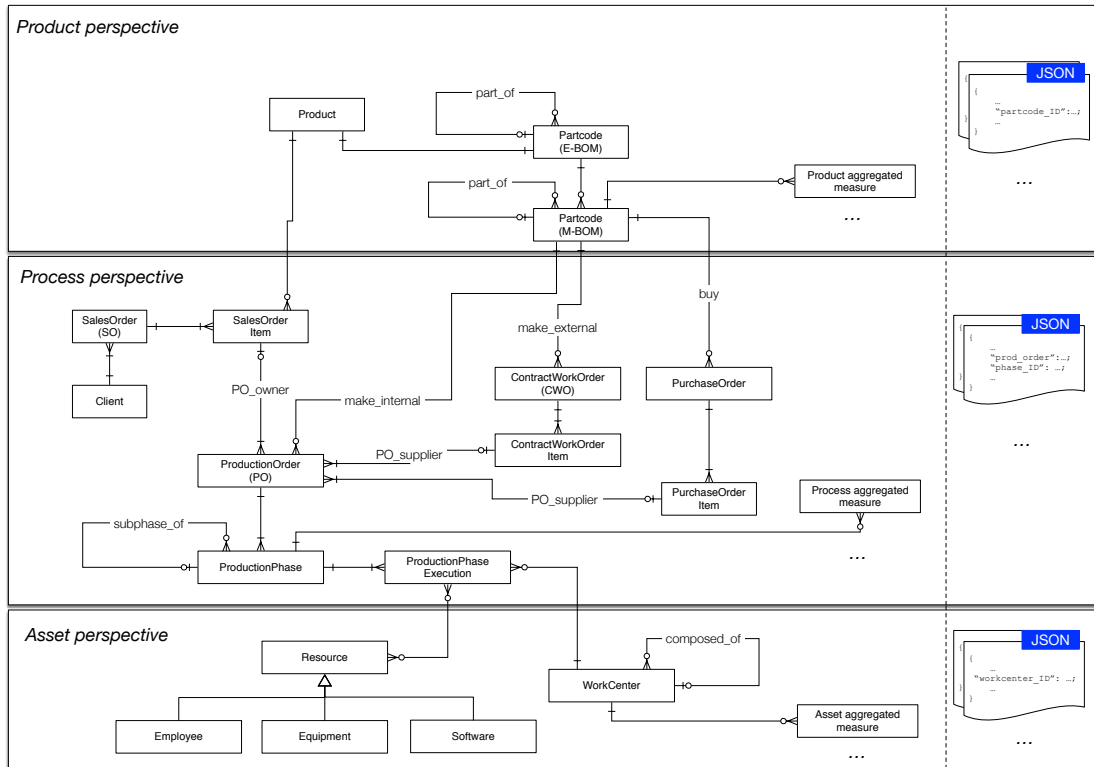 Product perspective
JSON
{
{
…
"partcode_ID":…;
…
}
}
…
part_of
Product
Partcode
(E-BOM)
part_of
Product aggregated
measure
…
Partcode
(M-BOM)
Process perspective
buy
SalesOrder
(SO)
SalesOrder
Item
make_external
JSON
{
{
…
"prod_order":…;
"phase_ID": …;
…
}
}
…
Client
PO_owner
make_internal
ContractWorkOrder
(CWO)
PurchaseOrder
PO_supplier
ContractWorkOrder
Item
ProductionOrder
(PO)
PO_supplier
PurchaseOrder
Item
Process aggregated
measure
…
subphase_of
ProductionPhase
ProductionPhase
Execution
Asset perspective
JSON
{
{
…
"workcenter_ID": …;
…
}
}
…
Resource
composed_of
WorkCenter
Employee
Equipment
Software
Asset aggregated
measure
…